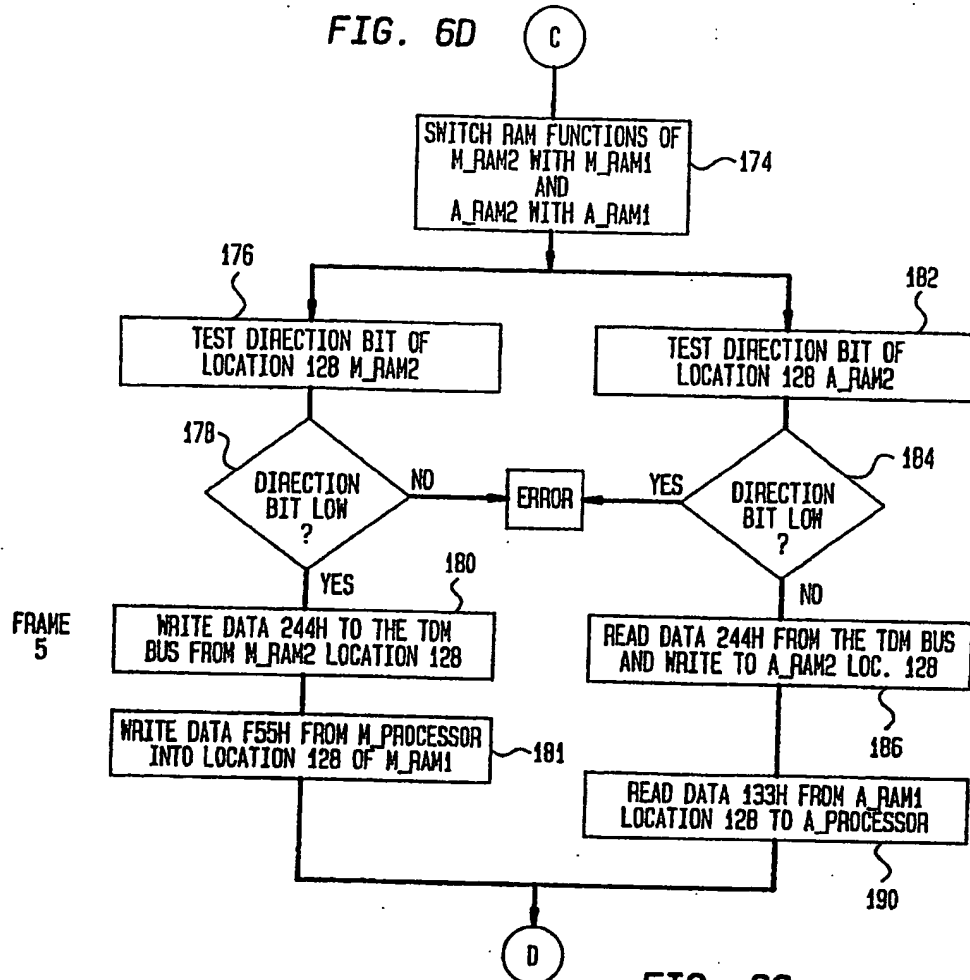 FIG. 6D
C
SWITCH RAM FUNCTIONS OF
M_RAM2 WITH M_RAM1
AND
A_RAM2 WITH A_RAM1
174
176
TEST DIRECTION BIT OF
LOCATION 128 M_RAM2
182
TEST DIRECTION BIT OF
LOCATION 128 A_RAM2
178
DIRECTION
BIT LOW
?
NO
ERROR
YES
184
DIRECTION
BIT LOW
?
YES
NO
FRAME
5
180
WRITE DATA 244H TO THE TDM
BUS FROM M_RAM2 LOCATION 128
READ DATA 244H FROM THE TDM BUS
AND WRITE TO A_RAM2 LOC. 128
186
WRITE DATA F55H FROM M_PROCESSOR
INTO LOCATION 128 OF M_RAM1
181
READ DATA 133H FROM A_RAM1
LOCATION 128 TO A_PROCESSOR
190
D